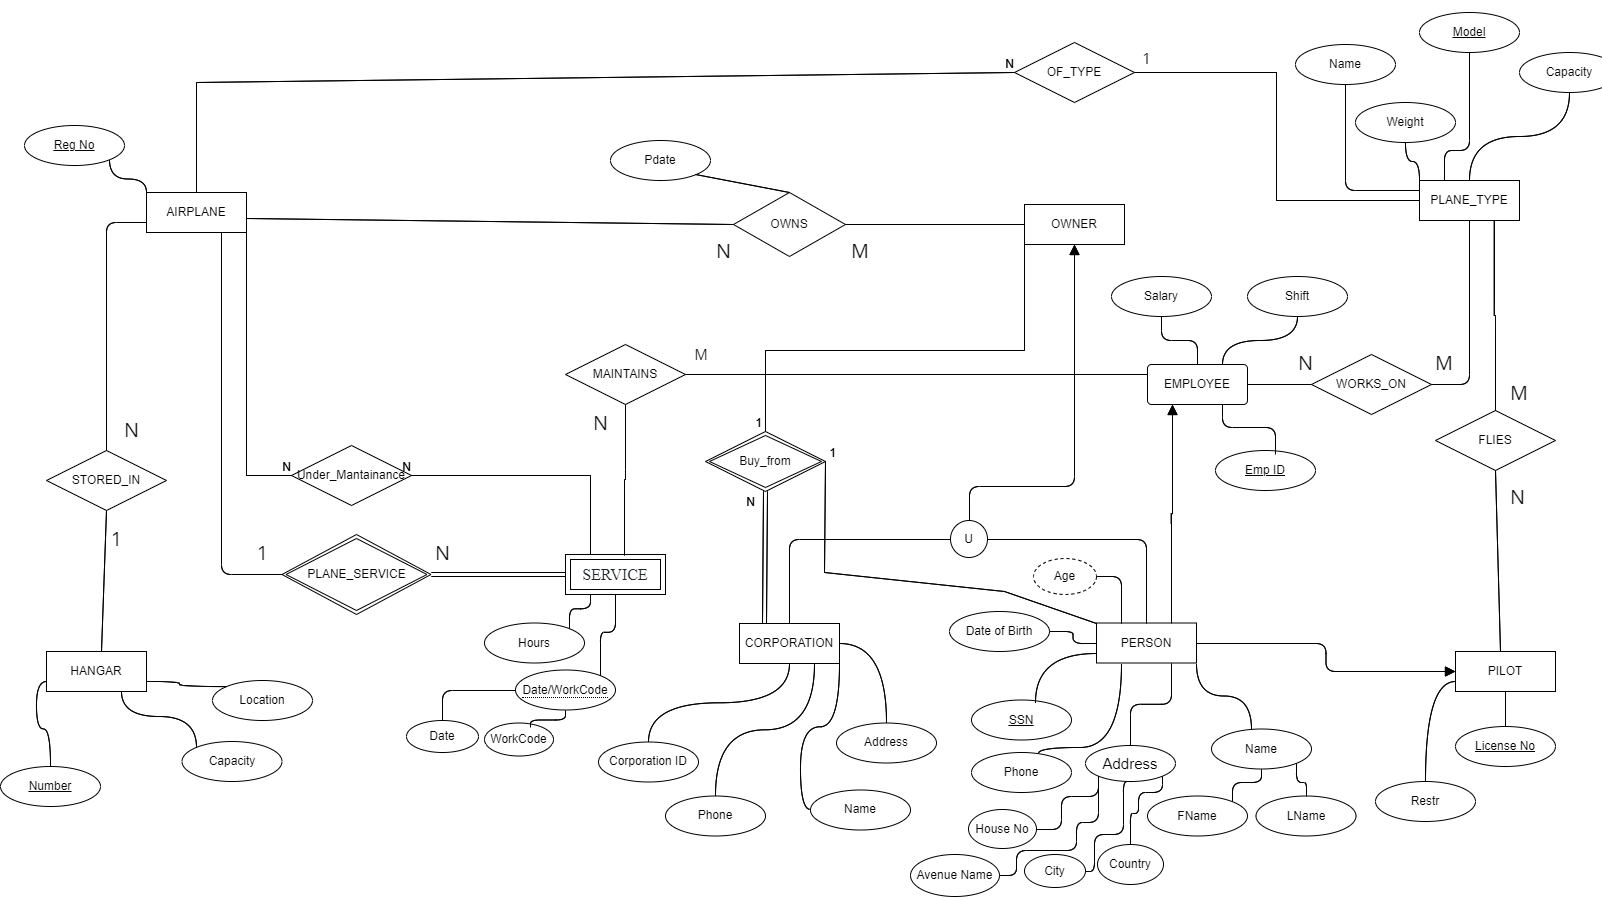 Model
Name
Capacity
N
OF_TYPE
1
Weight
Reg No
Pdate
AIRPLANE
PLANE_TYPE
OWNS
OWNER
N
M
Salary
Shift
M
MAINTAINS
EMPLOYEE
N
M
WORKS_ON
M
N
N
1
FLIES
1
Buy_from
N
N
Under_Mantainance
Emp ID
STORED_IN
N
N
1
1
N
U
PLANE_SERVICE
SERVICE
Age
Date of Birth
Hours
CORPORATION
PERSON
HANGAR
PILOT
Date/WorkCode
Location
SSN
Date
WorkCode
Address
Name
License No
Capacity
Corporation ID
Phone
Address
Number
Restr
Phone
Name
FName
LName
House No
Avenue Name
City
Country